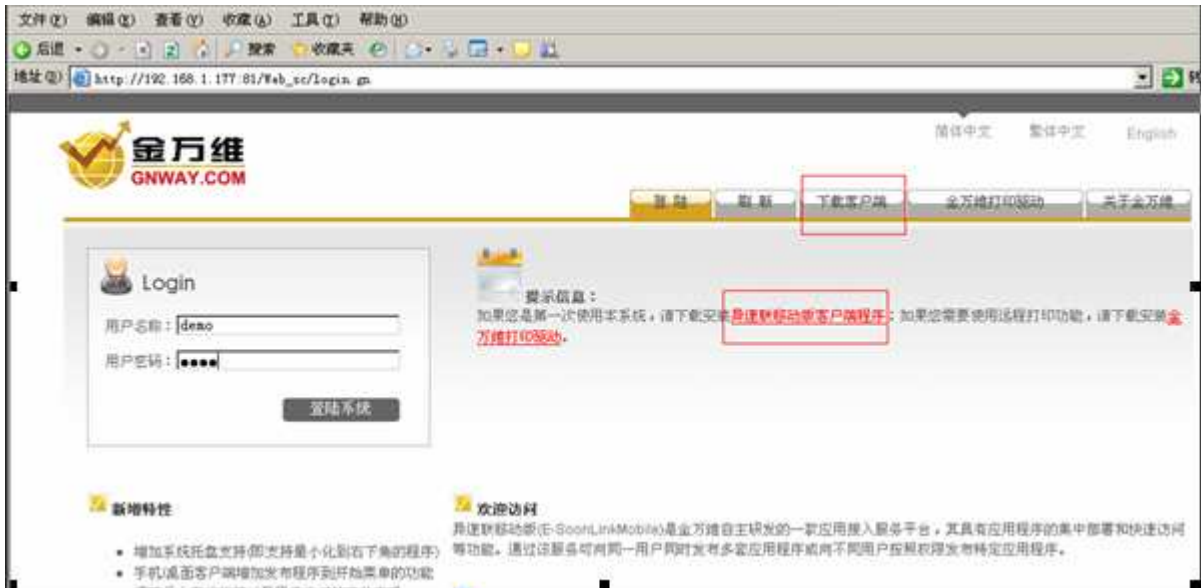 文件(F) 编辑(E) 查看(V) 收藏(A) 工具(T) 帮助(H)
后退 搜索 收藏夹
地址(D) http://192.168.1.177:81/Web_sc/login.gn 转
简体中文 繁体中文 English
金万维
GNWAY.COM
登 陆 刷 新 下载客户端 金万维打印驱动 关于金万维
Login
用户名称：demo
用户密码：●●●●
登陆系统
提示信息：
如果您是第一次使用本系统，请下载安装异速联移动版客户端程序；如果您需要使用远程打印功能，请下载安装金
万维打印驱动。
新增特性
增加系统托盘支持(即支持最小化到右下角的程序)
手机/桌面客户端增加发布程序到开始菜单的功能
欢迎访问
异速联移动版(E-SoonLinkMobile)是金万维自主研发的一款应用接入服务平台，其具有应用程序的集中部署和快速访问
等功能。通过该服务可向同一用户同时发布多套应用程序或向不同用户按照权限发布特定应用程序。